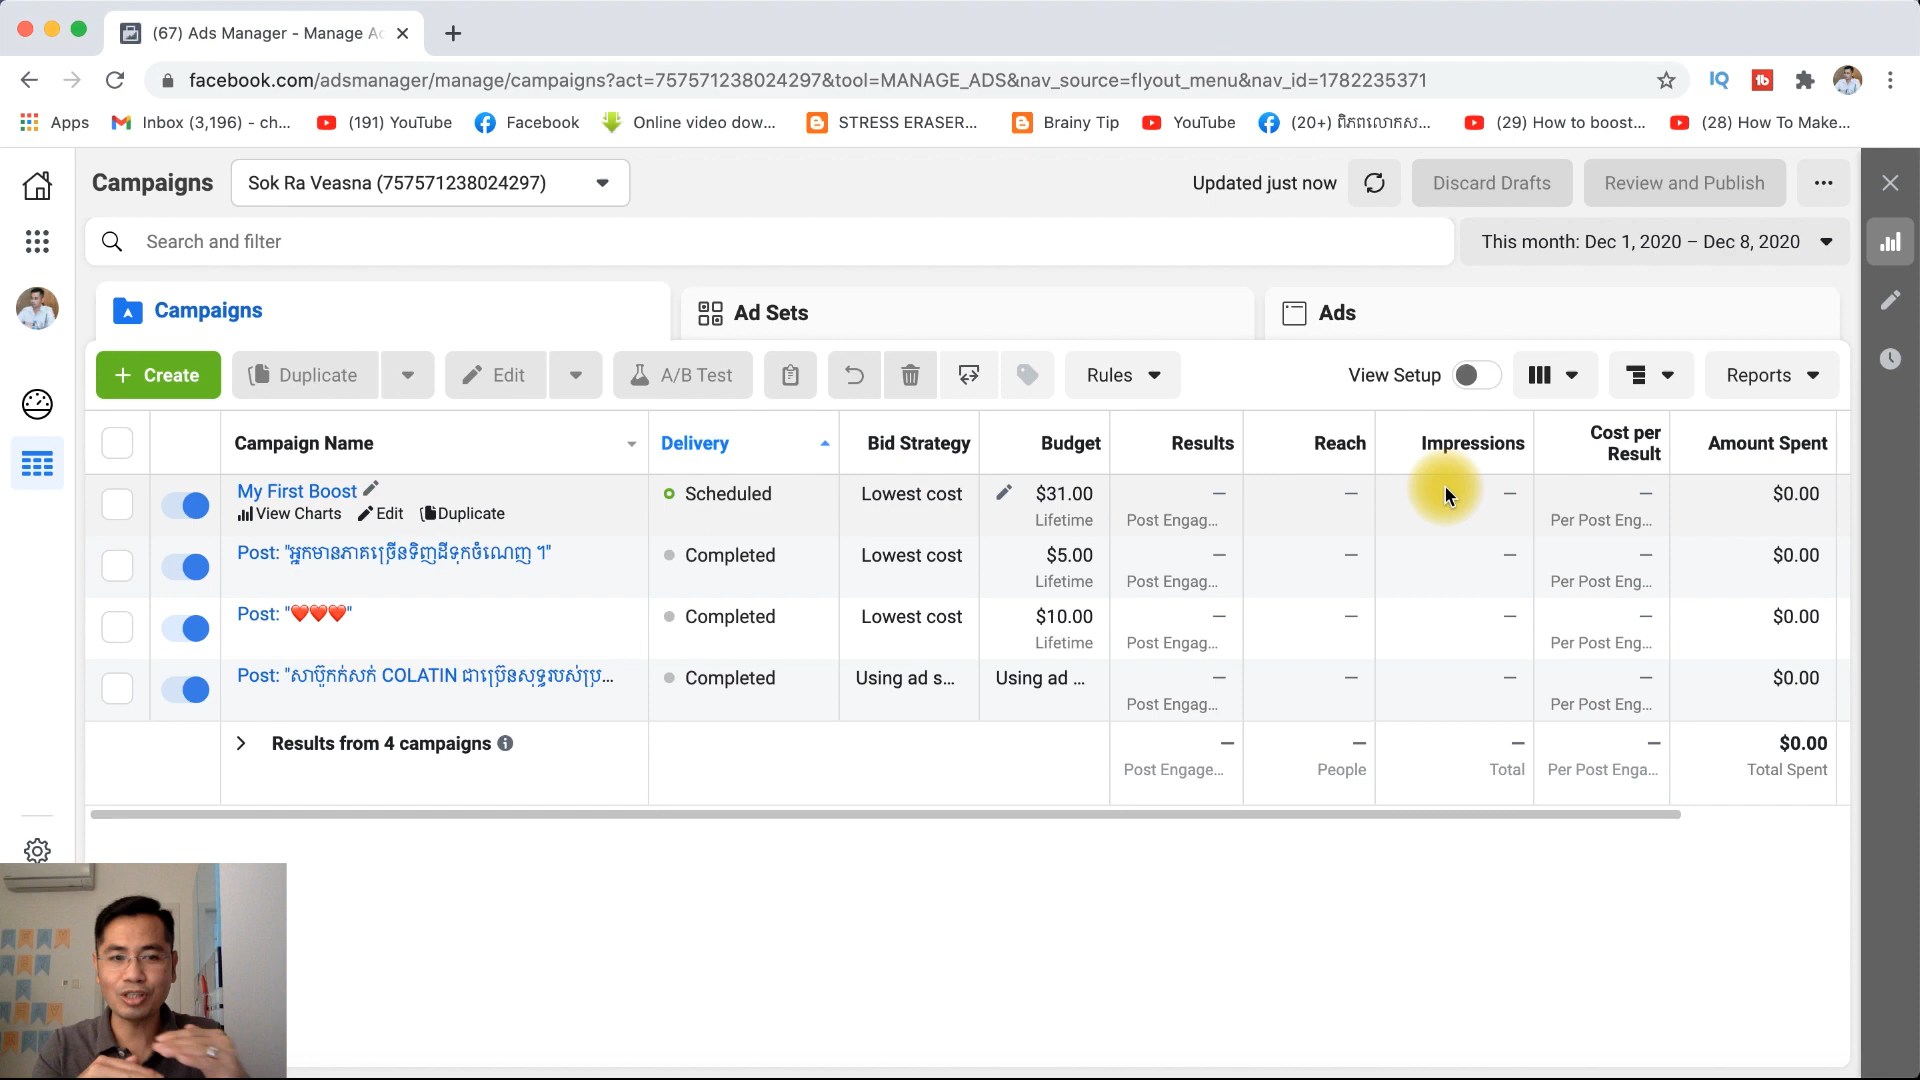 (67) Ads Manager - Manage Ac
facebook.com/adsmanager/manage/campaigns?act=757571238024297&tool=MANAGE_ADS&nav_source=flyout_menu&nav_id=1782235371
Apps Inbox (3,196) - ch... (191) YouTube Facebook Online video dow... STRESS ERASER... Brainy Tip YouTube (20+) ពិភពលោកស... (29) How to boost... (28) How To Make...
Campaigns Sok Ra Veasna (757571238024297) Updated just now Discard Drafts Review and Publish
Search and filter This month: Dec 1, 2020 – Dec 8, 2020
Campaigns Ad Sets Ads
+ Create Duplicate Edit A/B Test Rules View Setup Reports
Campaign Name Delivery Bid Strategy Budget Results Reach Impressions Cost per Result Amount Spent
My First Boost Scheduled Lowest cost $31.00 — — — — $0.00
View Charts Edit Duplicate Lifetime Post Engag... Per Post Eng...
Post: "អ្នកមានភាគច្រើនទិញដីទុកចំណេញ ។" Completed Lowest cost $5.00 — — — — $0.00
Lifetime Post Engag... Per Post Eng...
Post: "❤️❤️❤️" Completed Lowest cost $10.00 — — — — $0.00
Lifetime Post Engag... Per Post Eng...
Post: "សាប៊ូកក់សក់ COLATIN ជាប្រ៊េនសុទ្ធរបស់ប្រ... Completed Using ad s... Using ad ... — — — — $0.00
Post Engag... Per Post Eng...
Results from 4 campaigns — — — — $0.00
Post Engage... People Total Per Post Enga... Total Spent